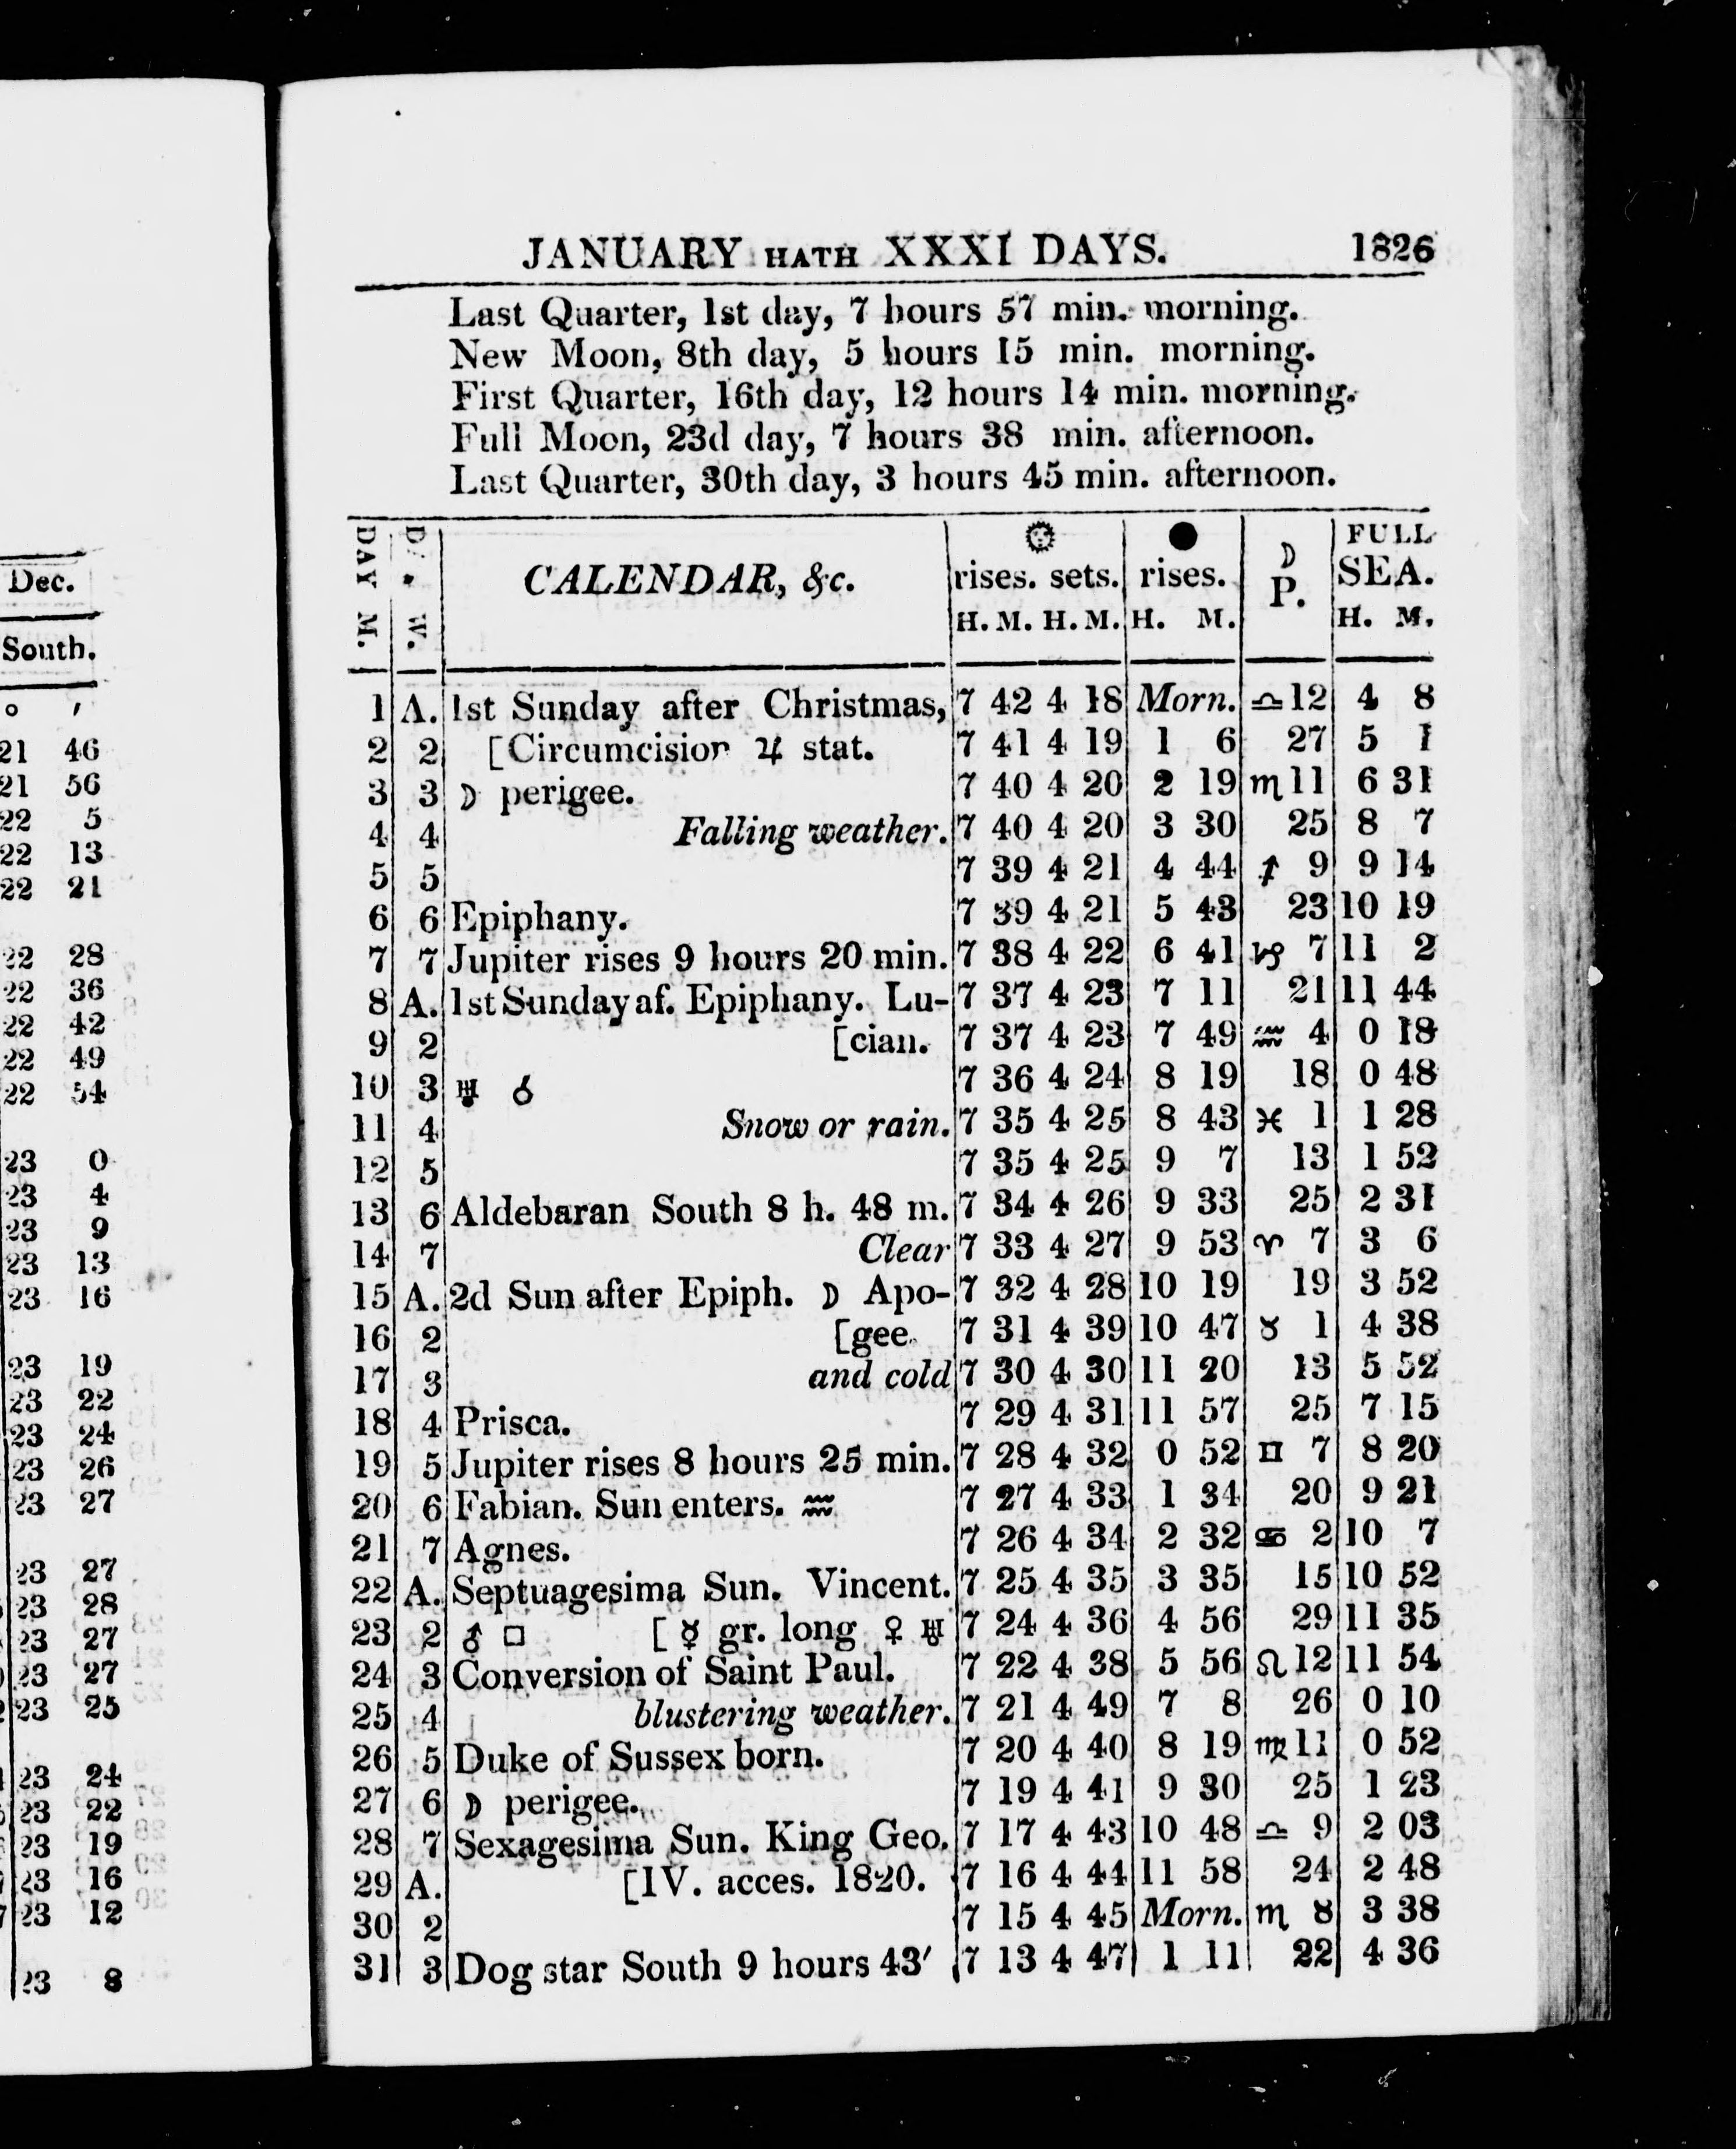 Dec.
South.
° ′
21 46
21 56
22 5
22 13
22 21
22 28
22 36
22 42
22 49
22 54
23 0
23 4
23 9
23 13
23 16
23 19
23 22
23 24
23 26
23 27
23 27
23 28
23 27
23 27
23 25
23 24
23 22
23 19
23 16
23 12
23 8
JANUARY HATH XXXI DAYS. 1826
Last Quarter, 1st day, 7 hours 57 min. morning.
New Moon, 8th day, 5 hours 15 min. morning.
First Quarter, 16th day, 12 hours 14 min. morning.
Full Moon, 23d day, 7 hours 38 min. afternoon.
Last Quarter, 30th day, 3 hours 45 min. afternoon.
DAY M. D. W. CALENDAR, &c. ☉ rises. sets. H. M. H. M. ● rises. H. M. ☽ P. FULL SEA. H. M.
1 A. 1st Sunday after Christmas, 7 42 4 18 Morn. ♎ 12 4 8
2 2 [Circumcision ♃ stat. 7 41 4 19 1 6 27 5 1
3 3 ☽ perigee. 7 40 4 20 2 19 ♏ 11 6 31
4 4 Falling weather. 7 40 4 20 3 30 25 8 7
5 5 7 39 4 21 4 44 ♐ 9 9 14
6 6 Epiphany. 7 39 4 21 5 43 23 10 19
7 7 Jupiter rises 9 hours 20 min. 7 38 4 22 6 41 ♑ 7 11 2
8 A. 1st Sunday af. Epiphany. Lu- 7 37 4 23 7 11 21 11 44
9 2 [cian. 7 37 4 23 7 49 ♒ 4 0 18
10 3 ♅ ☌ 7 36 4 24 8 19 18 0 48
11 4 Snow or rain. 7 35 4 25 8 43 ♓ 1 1 28
12 5 7 35 4 25 9 7 13 1 52
13 6 Aldebaran South 8 h. 48 m. 7 34 4 26 9 33 25 2 31
14 7 Clear 7 33 4 27 9 53 ♈ 7 3 6
15 A. 2d Sun after Epiph. ☽ Apo- 7 32 4 28 10 19 19 3 52
16 2 [gee. 7 31 4 39 10 47 ♉ 1 4 38
17 3 and cold 7 30 4 30 11 20 13 5 52
18 4 Prisca. 7 29 4 31 11 57 25 7 15
19 5 Jupiter rises 8 hours 25 min. 7 28 4 32 0 52 ♊ 7 8 20
20 6 Fabian. Sun enters. ♒ 7 27 4 33 1 34 20 9 21
21 7 Agnes. 7 26 4 34 2 32 ♋ 2 10 7
22 A. Septuagesima Sun. Vincent. 7 25 4 35 3 35 15 10 52
23 2 ♂ □ [ ☿ gr. long ♀ ♅ 7 24 4 36 4 56 29 11 35
24 3 Conversion of Saint Paul. 7 22 4 38 5 56 ♌ 12 11 54
25 4 blustering weather. 7 21 4 49 7 8 26 0 10
26 5 Duke of Sussex born. 7 20 4 40 8 19 ♍ 11 0 52
27 6 ☽ perigee. 7 19 4 41 9 30 25 1 23
28 7 Sexagesima Sun. King Geo. 7 17 4 43 10 48 ♎ 9 2 03
29 A. [IV. acces. 1820. 7 16 4 44 11 58 24 2 48
30 2 7 15 4 45 Morn. ♏ 8 3 38
31 3 Dog star South 9 hours 43′ 7 13 4 47 1 11 22 4 36